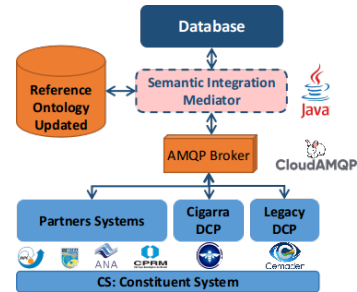 Database
Reference
Ontology
Updated
Semantic Integration
Mediator
Java
AMQP Broker
CloudAMQP
Partners Systems
Cigarra
DCP
Legacy
DCP
ANA
CPRM
Cemaden
CS: Constituent System